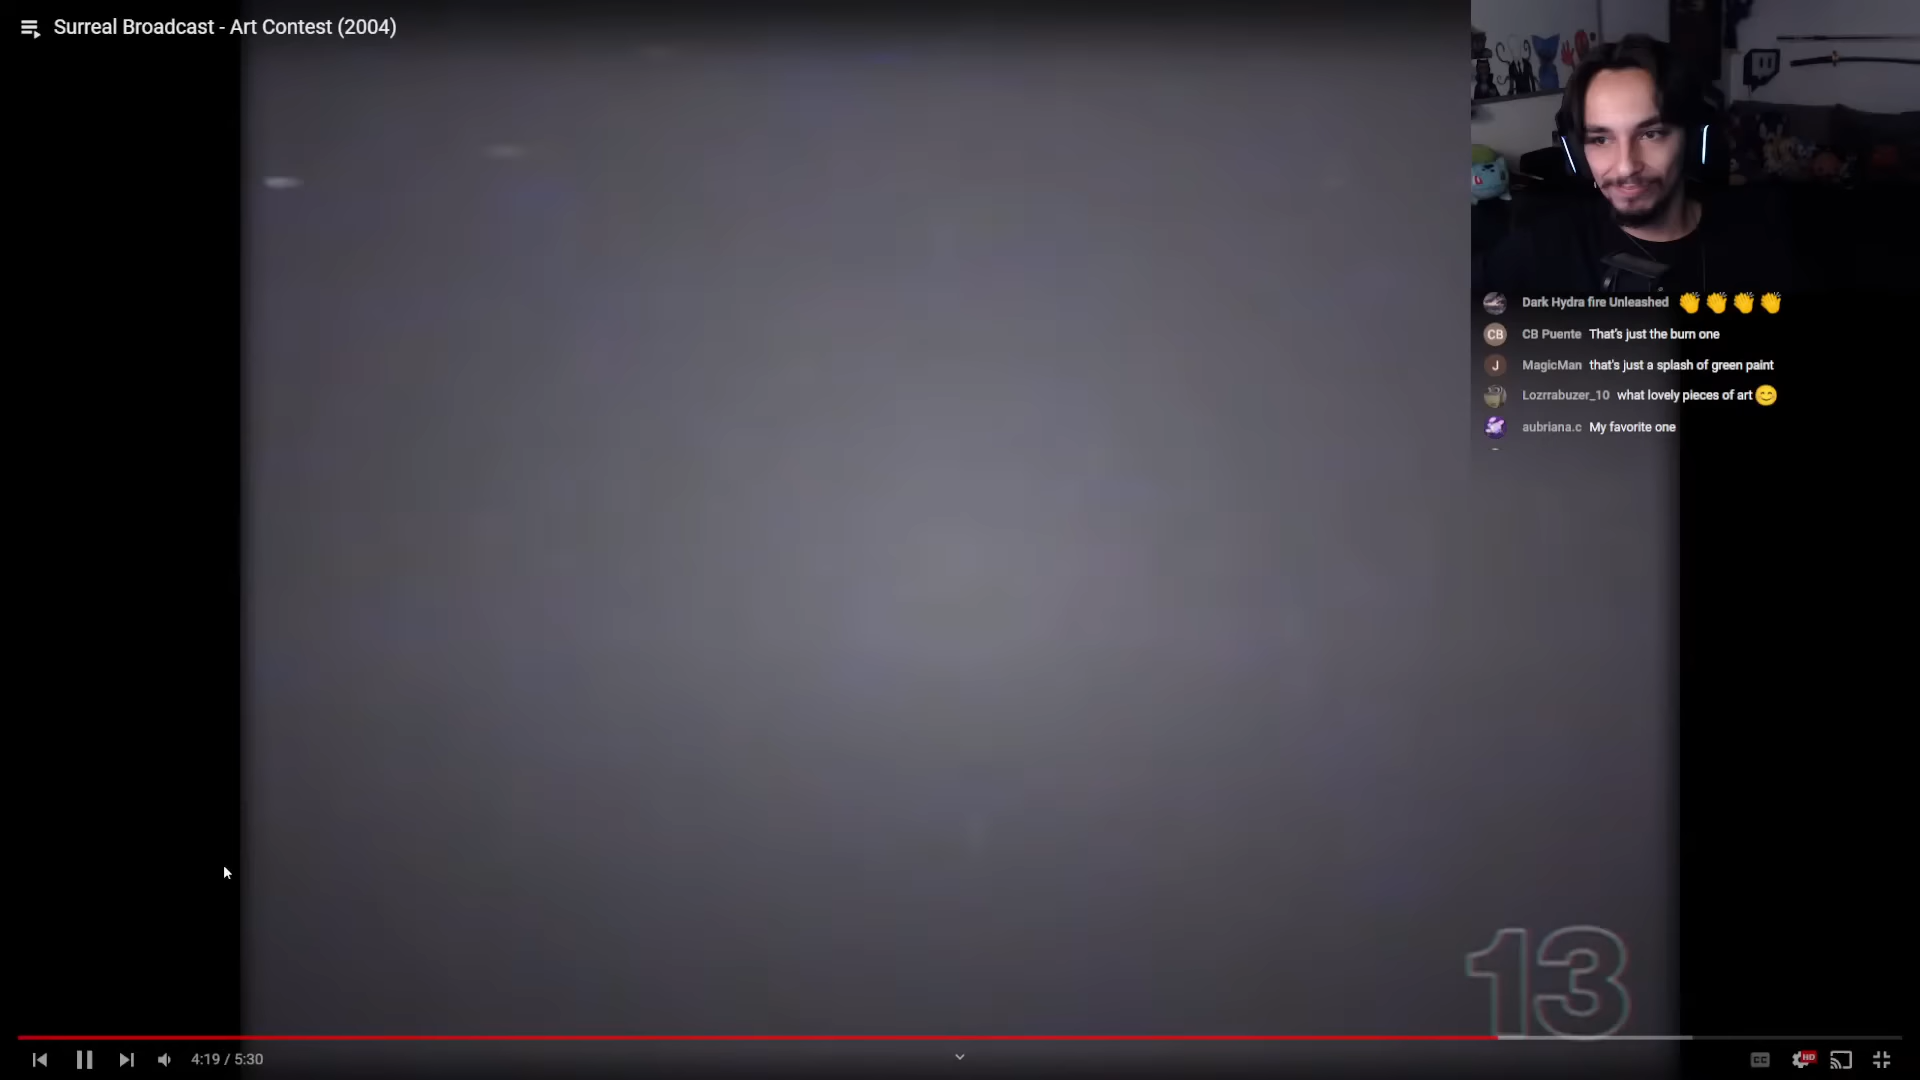 Surreal Broadcast - Art Contest (2004)
Dark Hydra fire Unleashed 👏👏👏👏
CB CB Puente That's just the burn one
J MagicMan that's just a splash of green paint
Lozrrabuzer_10 what lovely pieces of art 😊
aubriana.c My favorite one
13
4:19 / 5:30
CC HD